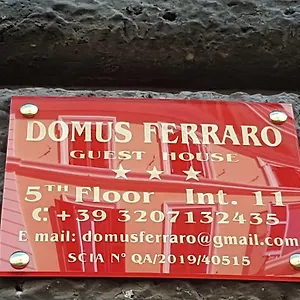 DOMUS FERRARO
GUEST HOUSE
★ ★ ★
5TH Floor Int. 11
+39 3207132435
E mail: domusferraro@gmail.com
SCIA N° QA/2019/40515